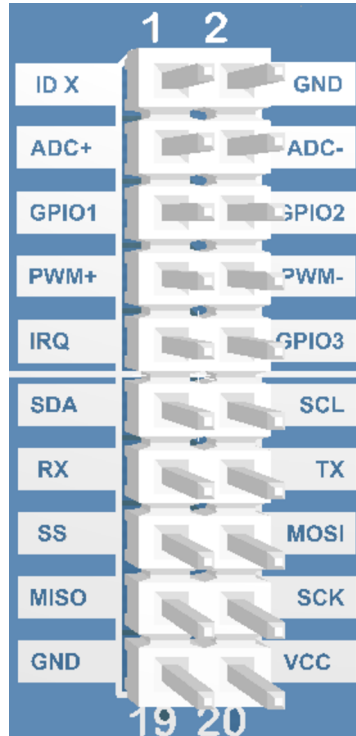 1 2
ID X GND
ADC+ ADC-
GPIO1 GPIO2
PWM+ PWM-
IRQ GPIO3
SDA SCL
RX TX
SS MOSI
MISO SCK
GND VCC
19 20